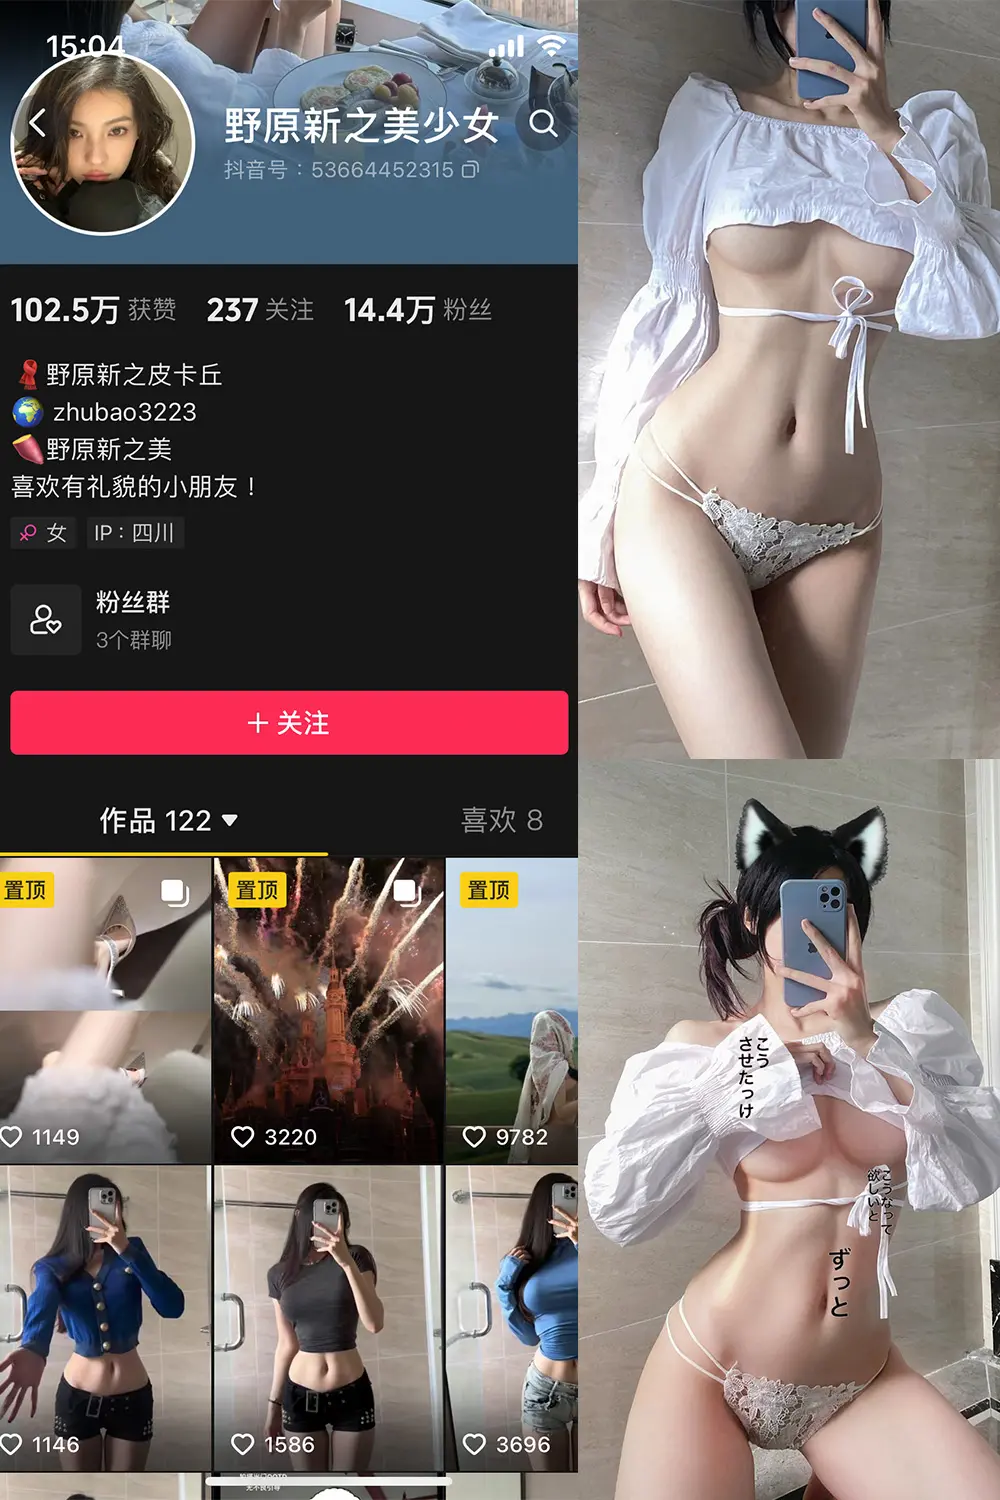 15:04
野原新之美少女
抖音号：53664452315
102.5万 获赞 237 关注 14.4万 粉丝
野原新之皮卡丘
zhubao3223
野原新之美
喜欢有礼貌的小朋友！
女 IP：四川
粉丝群
3个群聊
+ 关注
作品 122 喜欢 8
置顶 置顶 置顶
1149 3220 9782
1146 1586 3696
こう
させたっけ
こうなって
欲しいと
ずっと